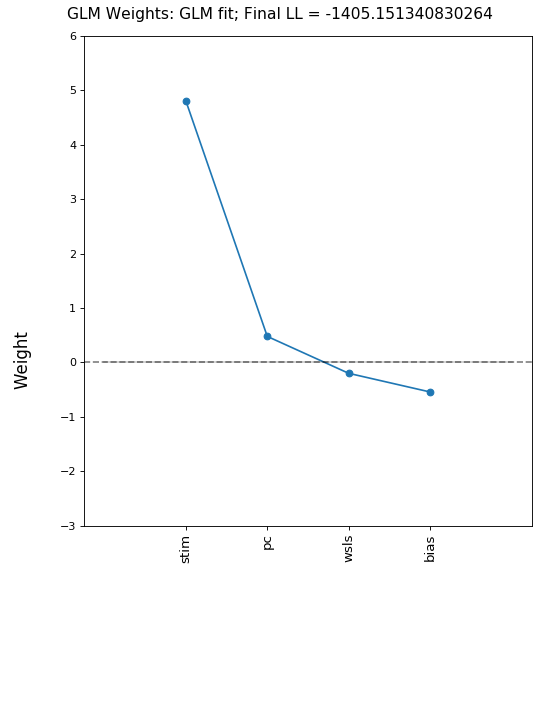 GLM Weights: GLM fit; Final LL = -1405.151340830264
6
5
4
3
2
1
0
−1
−2
−3
Weight
stim
pc
wsls
bias